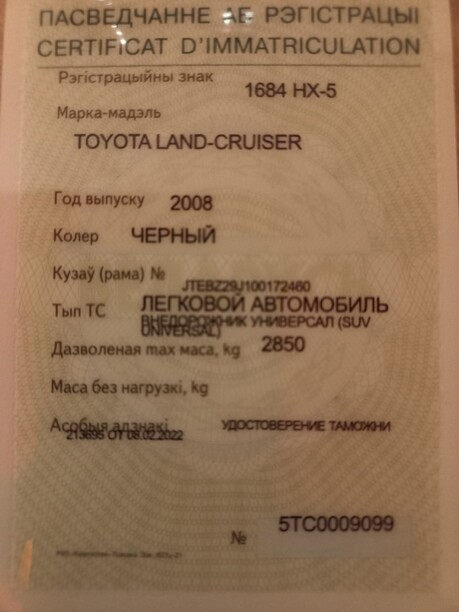 ПАСВЕДЧАННЕ АБ РЭГІСТРАЦЫІ
CERTIFICAT D'IMMATRICULATION
Рэгістрацыйны знак 1684 HX-5
Марка-мадэль
TOYOTA LAND-CRUISER
Год выпуску 2008
Колер ЧЕРНЫЙ
Кузаў (рама) № JTEBZ29J100172460
Тып ТС ЛЕГКОВОЙ АВТОМОБИЛЬ
ВНЕДОРОЖНИК УНИВЕРСАЛ (SUV
UNIVERSAL)
Дазволеная max маса, kg 2850
Маса без нагрузкі, kg
Асобыя адзнакі УДОСТОВЕРЕНИЕ ТАМОЖНИ
213695 ОТ 08.02.2022
№ 5TC0009099